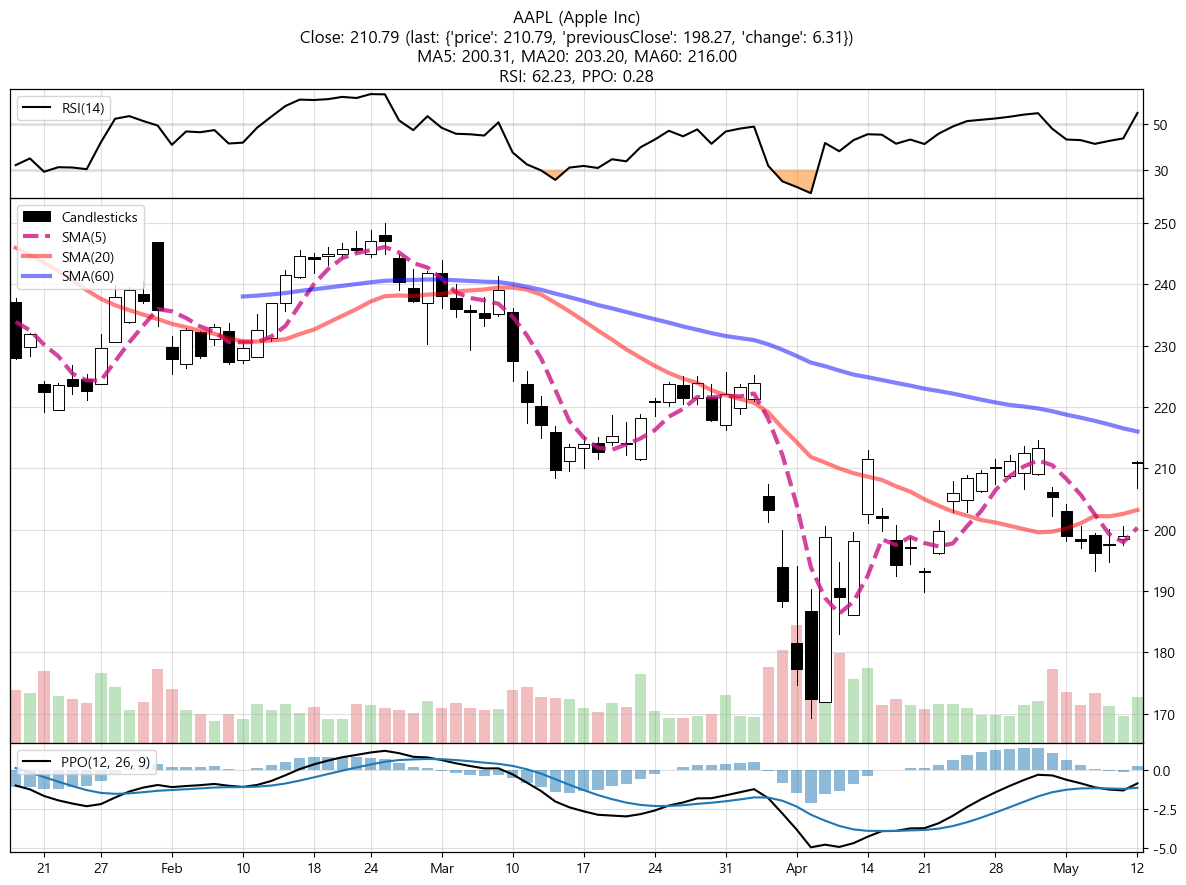 AAPL (Apple Inc)
Close: 210.79 (last: {'price': 210.79, 'previousClose': 198.27, 'change': 6.31})
MA5: 200.31, MA20: 203.20, MA60: 216.00
RSI: 62.23, PPO: 0.28
RSI(14)
50
30
Candlesticks
SMA(5)
SMA(20)
SMA(60)
250
240
230
220
210
200
190
180
170
PPO(12, 26, 9)
0.0
-2.5
-5.0
21 27 Feb 10 18 24 Mar 10 17 24 31 Apr 14 21 28 May 12